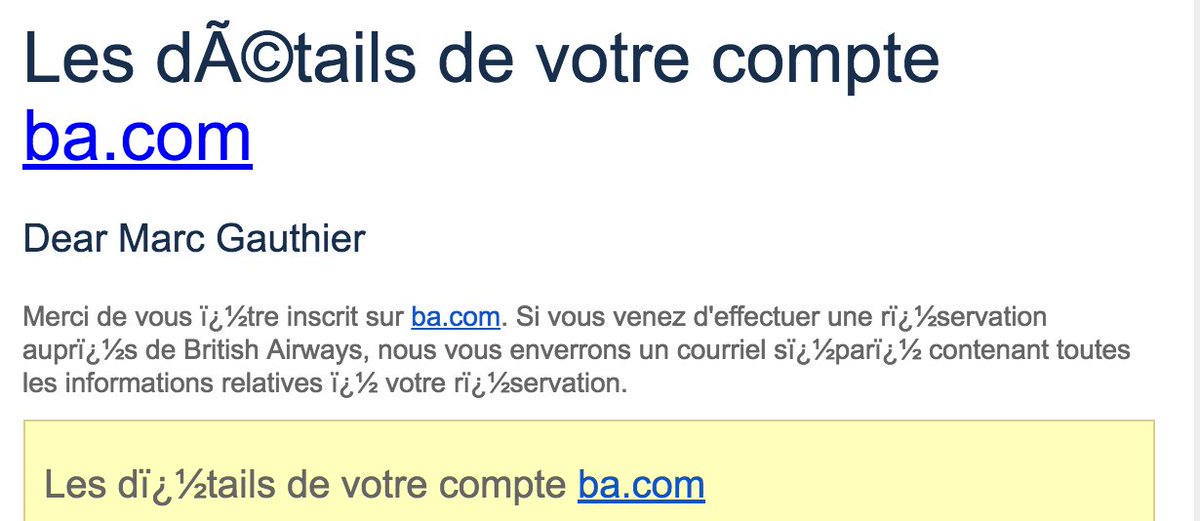 Les dÃ©tails de votre compte
ba.com
Dear Marc Gauthier
Merci de vous ï¿½tre inscrit sur ba.com. Si vous venez d'effectuer une rï¿½servation
auprï¿½s de British Airways, nous vous enverrons un courriel sï¿½parï¿½ contenant toutes
les informations relatives ï¿½ votre rï¿½servation.
Les dï¿½tails de votre compte ba.com